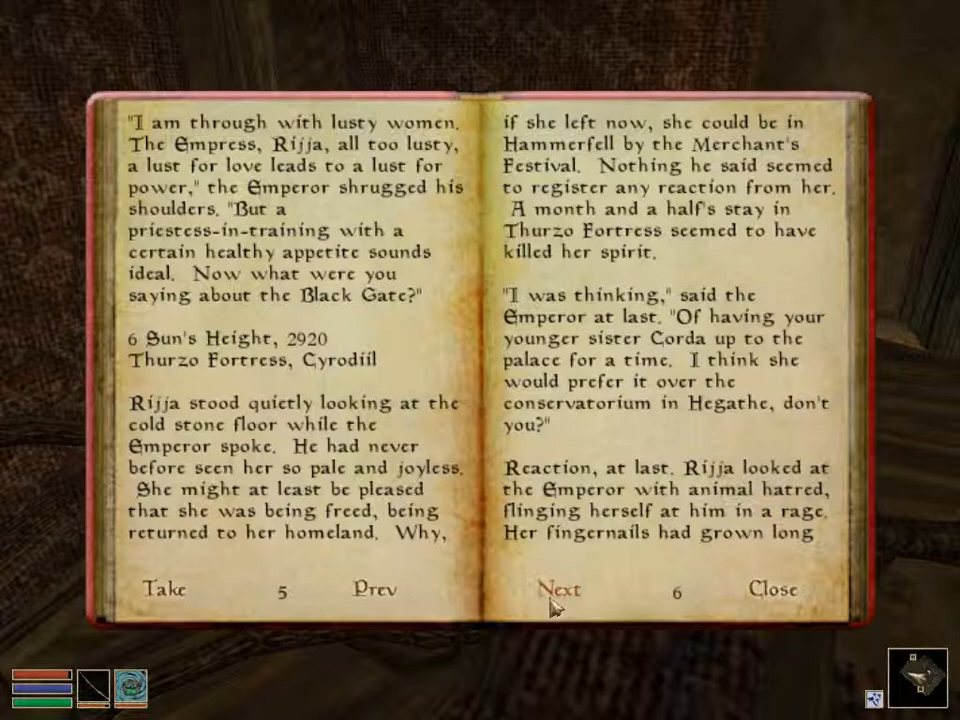 "I am through with lusty women.
The Empress, Rijja, all too lusty,
a lust for love leads to a lust for
power," the Emperor shrugged his
shoulders. "But a
priestess-in-training with a
certain healthy appetite sounds
ideal.  Now what were you
saying about the Black Gate?"
6 Sun's Height, 2920
Thurzo Fortress, Cyrodiil
Rijja stood quietly looking at the
cold stone floor while the
Emperor spoke.  He had never
before seen her so pale and joyless.
She might at least be pleased
that she was being freed, being
returned to her homeland.  Why,
if she left now, she could be in
Hammerfell by the Merchant's
Festival.  Nothing he said seemed
to register any reaction from her.
A month and a half's stay in
Thurzo Fortress seemed to have
killed her spirit.
"I was thinking," said the
Emperor at last. "Of having your
younger sister Corda up to the
palace for a time.  I think she
would prefer it over the
conservatorium in Hegathe, don't
you?"
Reaction, at last. Rijja looked at
the Emperor with animal hatred,
flinging herself at him in a rage.
Her fingernails had grown long
Take 5 Prev Next 6 Close